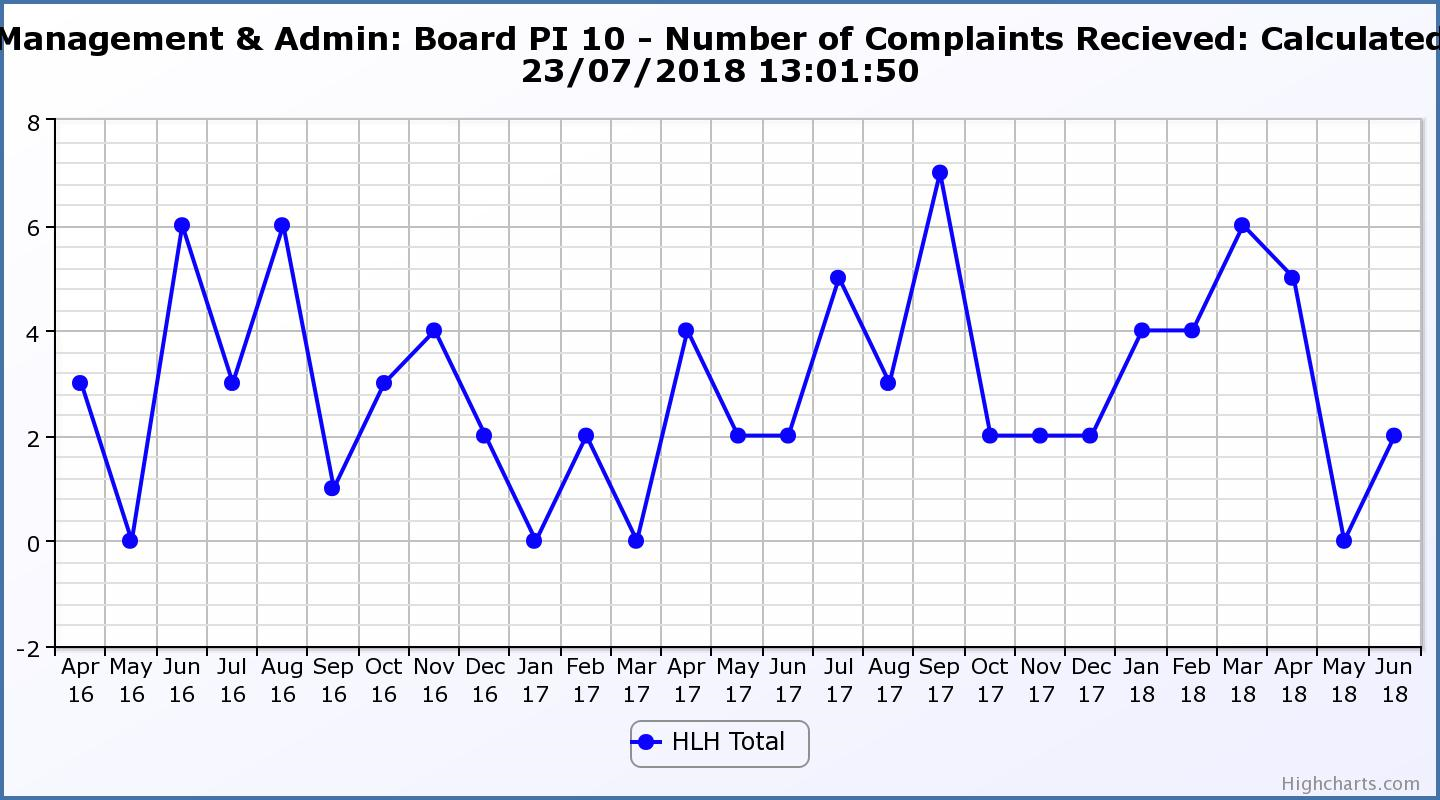 Management & Admin: Board PI 10 - Number of Complaints Recieved: Calculated
23/07/2018 13:01:50
8
6
4
2
0
-2
Apr May Jun Jul Aug Sep Oct Nov Dec Jan Feb Mar Apr May Jun Jul Aug Sep Oct Nov Dec Jan Feb Mar Apr May Jun
16 16 16 16 16 16 16 16 16 17 17 17 17 17 17 17 17 17 17 17 17 18 18 18 18 18 18
HLH Total
Highcharts.com